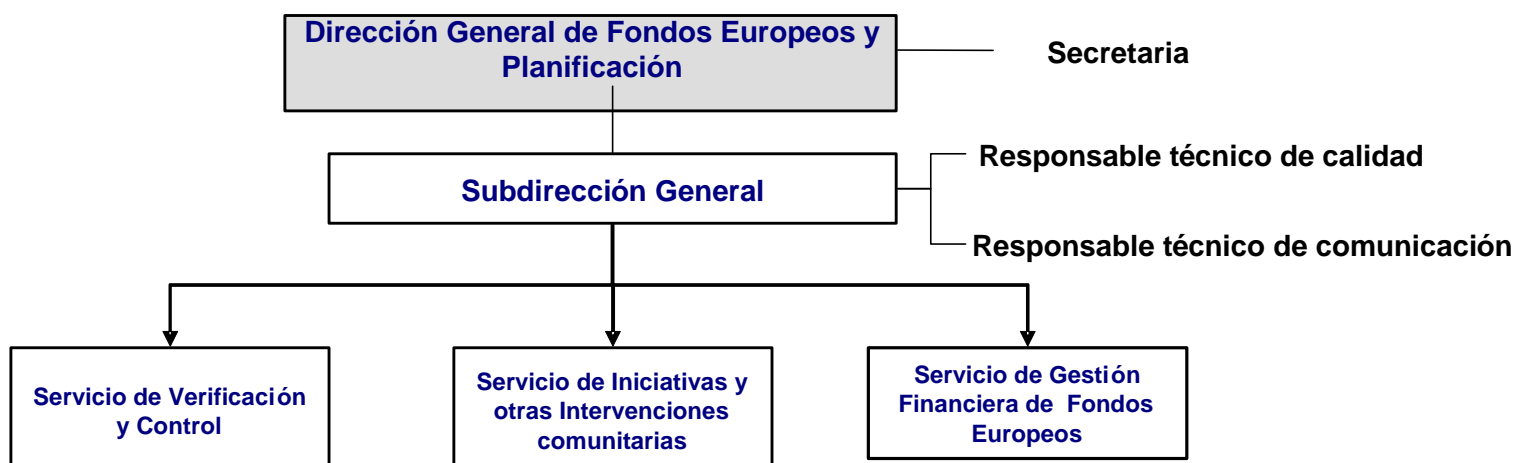 Dirección General de Fondos Europeos y
Planificación
Secretaria
Subdirección General
Responsable técnico de calidad
Responsable técnico de comunicación
Servicio de Verificación
y Control
Servicio de Iniciativas y
otras Intervenciones
comunitarias
Servicio de Gestión
Financiera de Fondos
Europeos